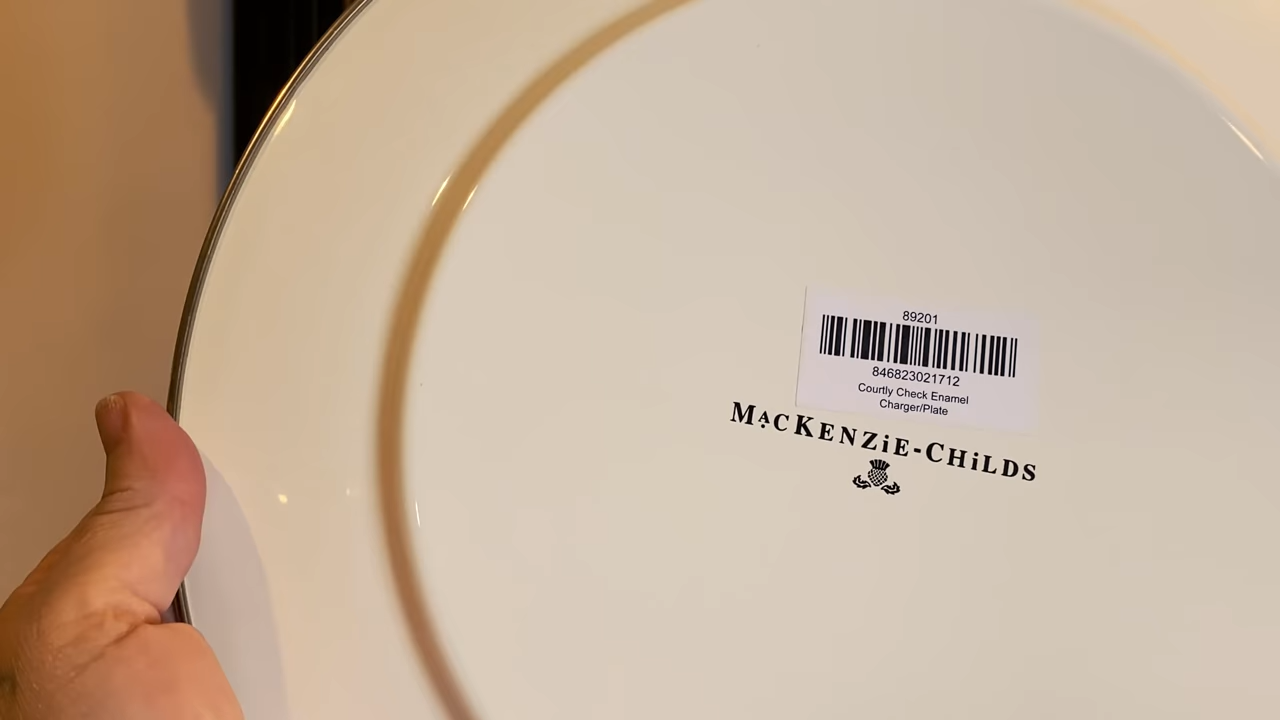 89201
846823021712
Courtly Check Enamel
Charger/Plate
MacKENZiE-CHiLDS